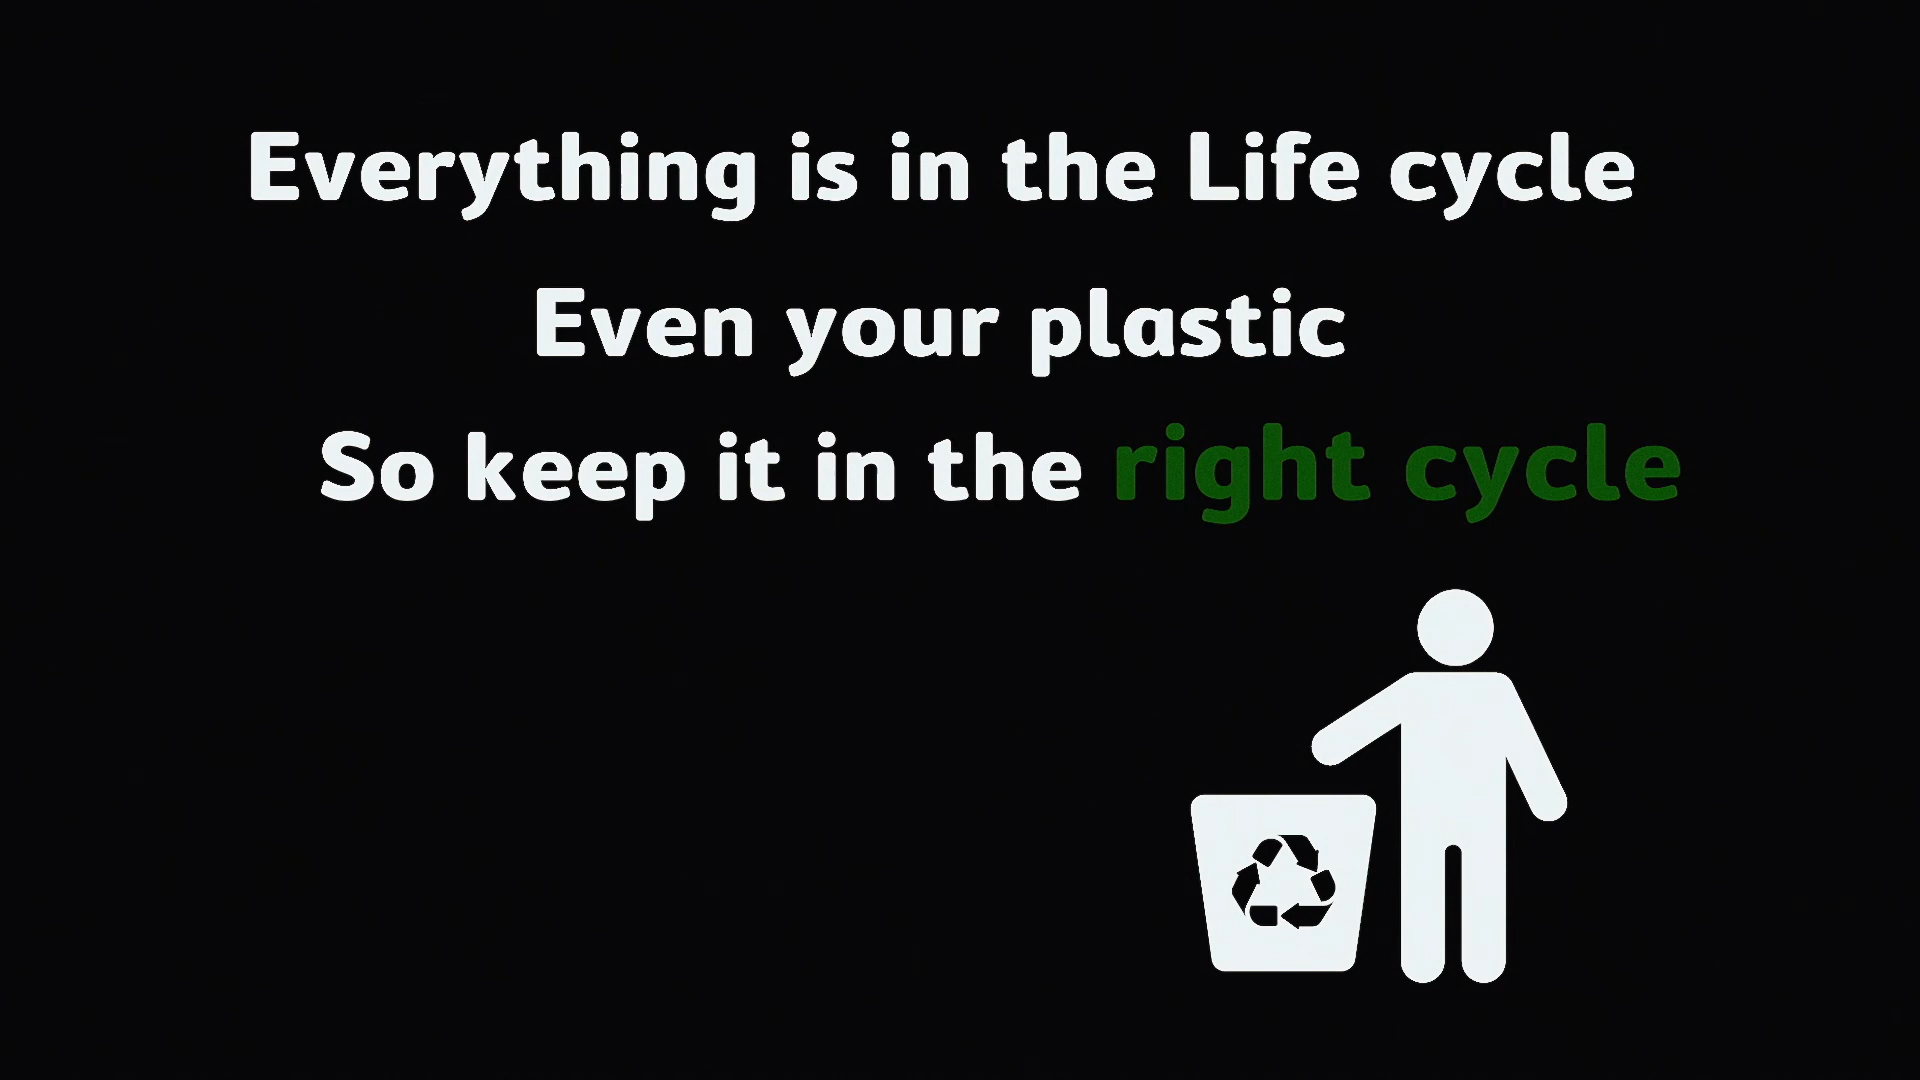 Everything is in the Life cycle
Even your plastic
So keep it in the right cycle